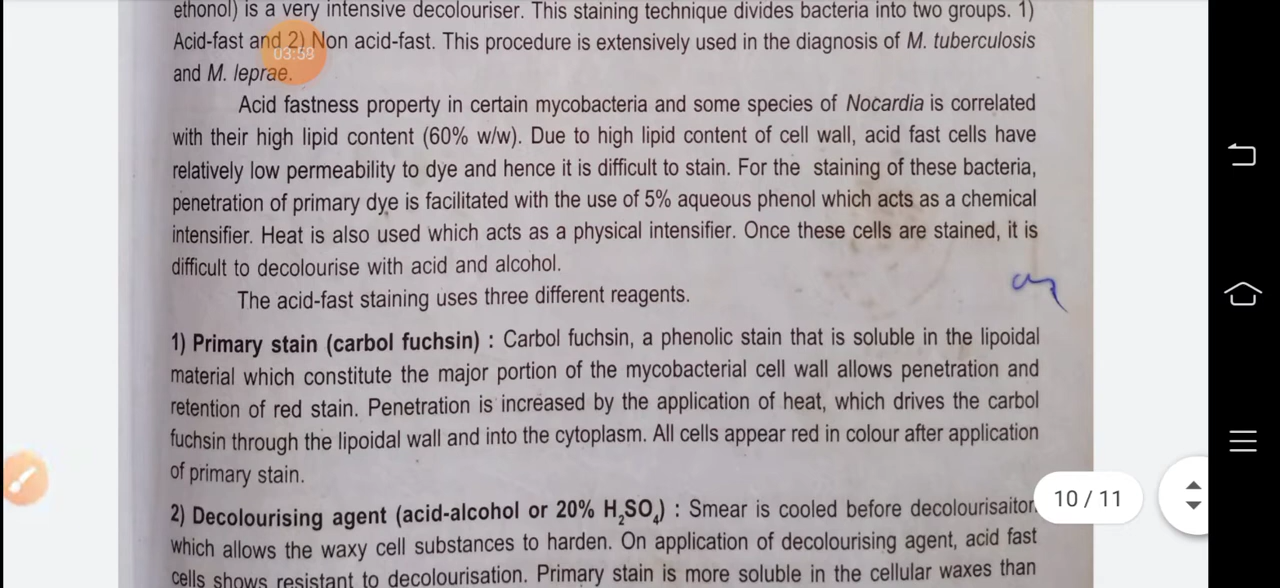 ethonol) is a very intensive decolouriser. This staining technique divides bacteria into two groups. 1)
Acid-fast and 2) Non acid-fast. This procedure is extensively used in the diagnosis of M. tuberculosis
03:59
and M. leprae.
Acid fastness property in certain mycobacteria and some species of Nocardia is correlated
with their high lipid content (60% w/w). Due to high lipid content of cell wall, acid fast cells have
relatively low permeability to dye and hence it is difficult to stain. For the staining of these bacteria,
penetration of primary dye is facilitated with the use of 5% aqueous phenol which acts as a chemical
intensifier. Heat is also used which acts as a physical intensifier. Once these cells are stained, it is
difficult to decolourise with acid and alcohol.
The acid-fast staining uses three different reagents.
1) Primary stain (carbol fuchsin) : Carbol fuchsin, a phenolic stain that is soluble in the lipoidal
material which constitute the major portion of the mycobacterial cell wall allows penetration and
retention of red stain. Penetration is increased by the application of heat, which drives the carbol
fuchsin through the lipoidal wall and into the cytoplasm. All cells appear red in colour after application
of primary stain.
10 / 11
2) Decolourising agent (acid-alcohol or 20% H₂SO₄) : Smear is cooled before decolourisaiton
which allows the waxy cell substances to harden. On application of decolourising agent, acid fast
cells shows resistant to decolourisation. Primary stain is more soluble in the cellular waxes than